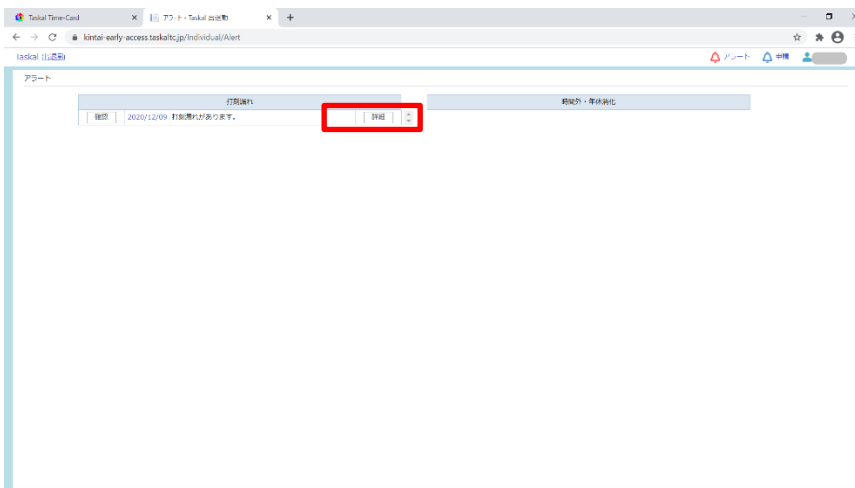 Taskal Time-Card
アラート - Taskal 出退勤
kintai-early-access.taskaltc.jp/Individual/Alert
Taskal 出退勤
アラート
申請
アラート
打刻漏れ
時間外・年休消化
確認
2020/12/09 打刻漏れがあります。
詳細